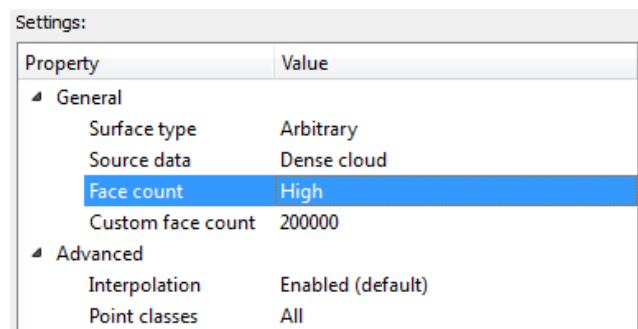 Settings:
Property Value
General
Surface type Arbitrary
Source data Dense cloud
Face count High
Custom face count 200000
Advanced
Interpolation Enabled (default)
Point classes All